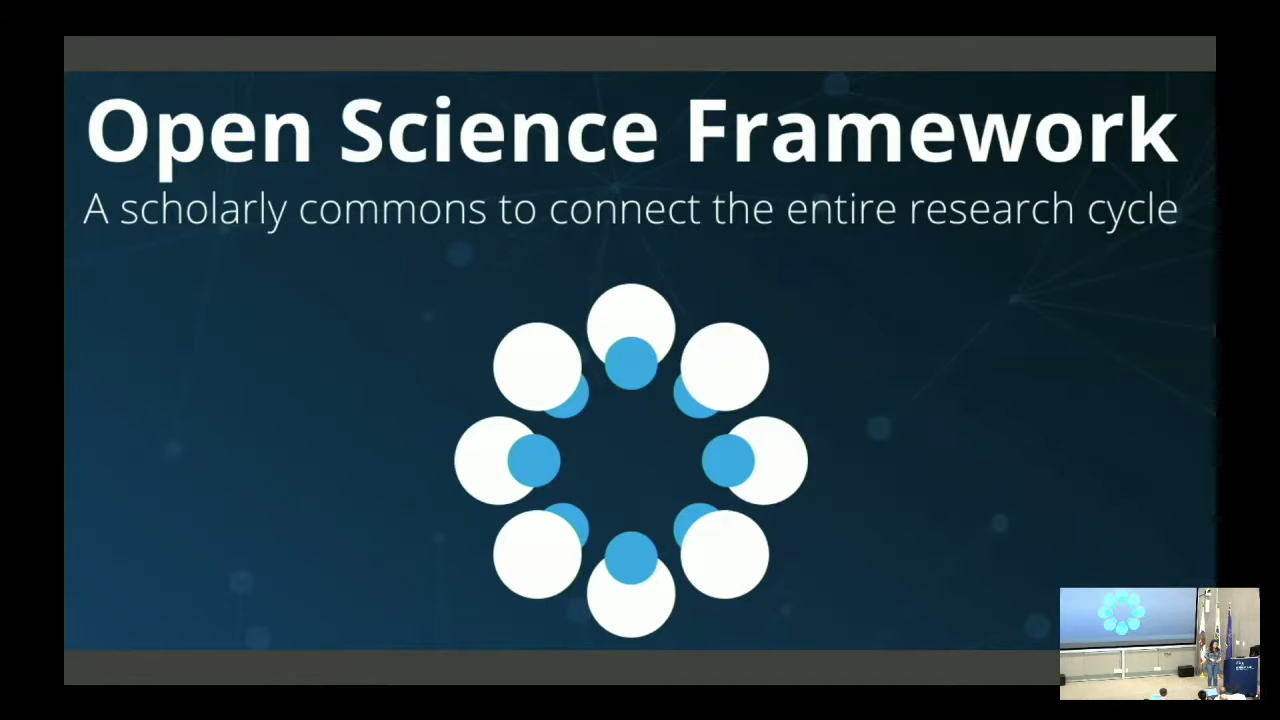 Open Science Framework
A scholarly commons to connect the entire research cycle